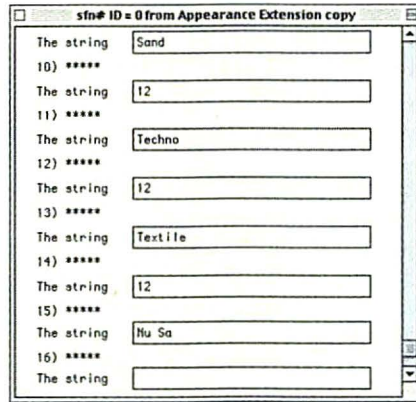 sfn# ID = 0 from Appearance Extension copy
The string Sand
10) *****
The string 12
11) *****
The string Techno
12) *****
The string 12
13) *****
The string Textile
14) *****
The string 12
15) *****
The string Nu Sa
16) *****
The string